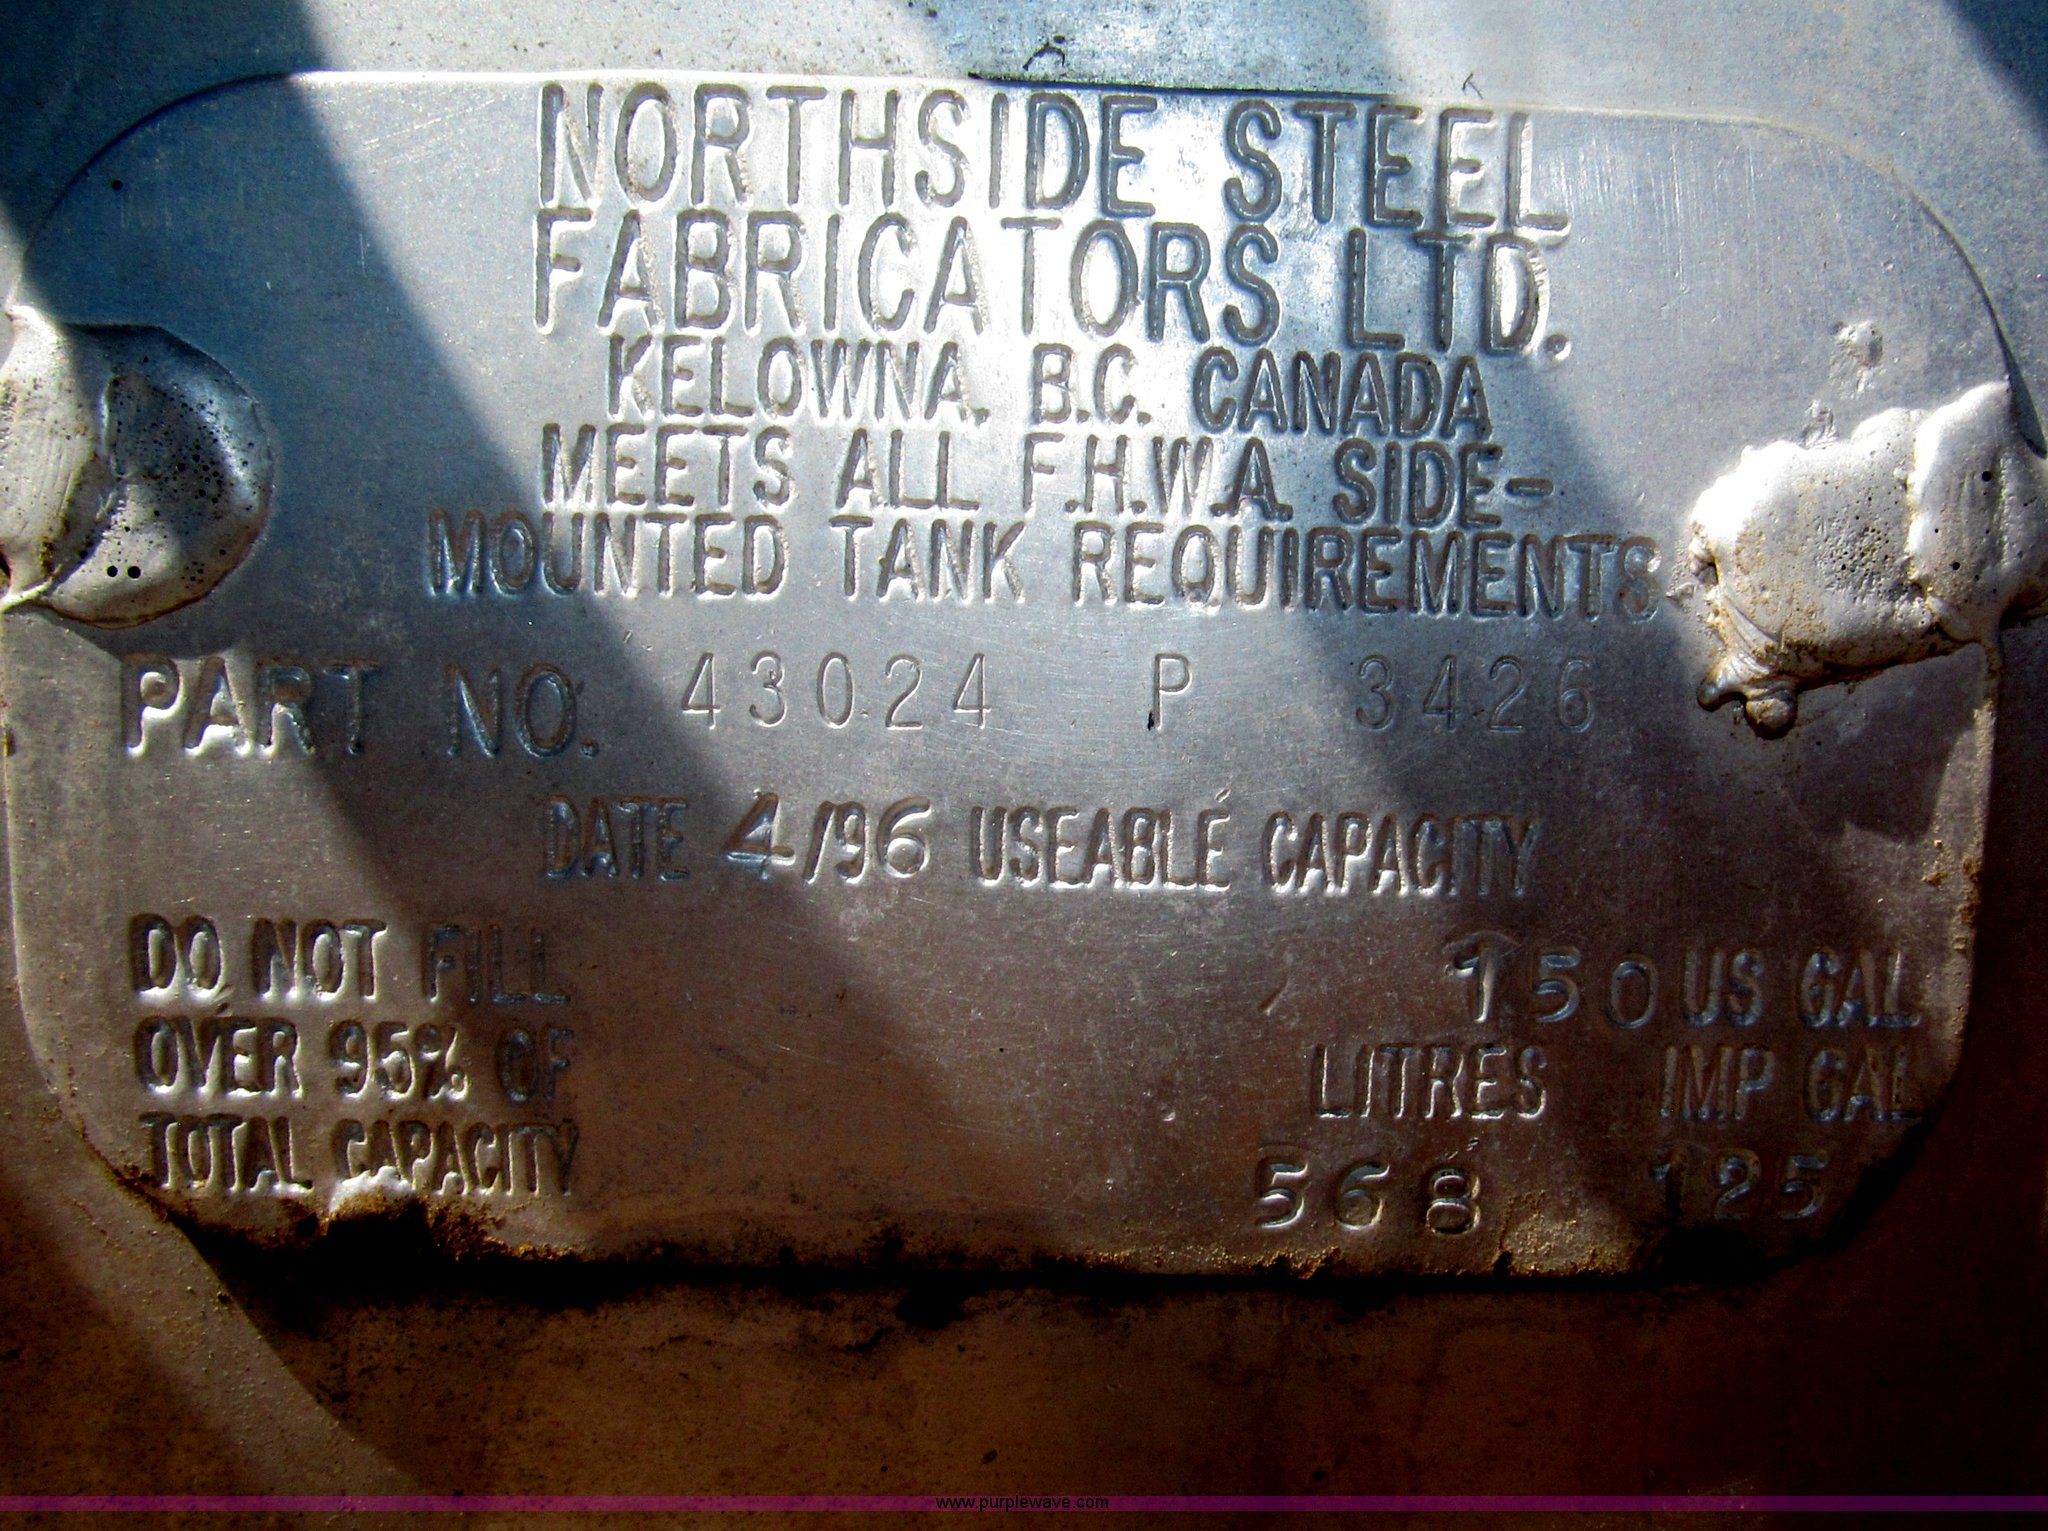 NORTHSIDE STEEL
FABRICATORS LTD.
KELOWNA, B.C. CANADA
MEETS ALL F.H.W.A. SIDE-
MOUNTED TANK REQUIREMENTS
PART NO. 43024 P 3426
DATE 4/96 USEABLE CAPACITY
DO NOT FILL
OVER 95% OF
TOTAL CAPACITY
150 US GAL
LITRES IMP GAL
568 125
www.purplewave.com